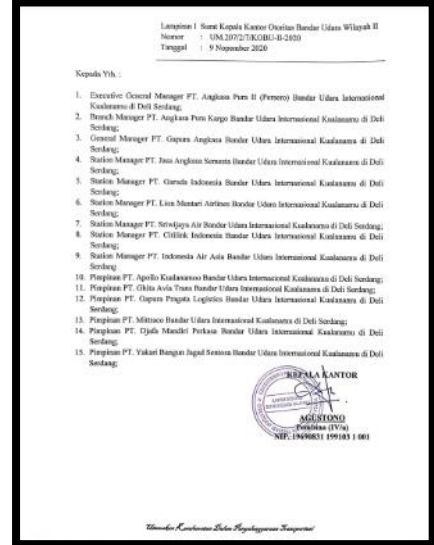 Lampiran I Surat Kepala Kantor Otoritas Bandar Udara Wilayah II
Nomor : UM.207/2/7/KOBU-II-2020
Tanggal : 9 Nopember 2020
Kepada Yth. :
1. Executive General Manager PT. Angkasa Pura II (Persero) Bandar Udara Internasional
Kualanamu di Deli Serdang;
2. Branch Manager PT. Angkasa Pura Kargo Bandar Udara Internasional Kualanamu di Deli
Serdang;
3. General Manager PT. Gapura Angkasa Bandar Udara Internasional Kualanamu di Deli
Serdang;
4. Station Manager PT. Jasa Angkasa Semesta Bandar Udara Internasional Kualanamu di Deli
Serdang;
5. Station Manager PT. Garuda Indonesia Bandar Udara Internasional Kualanamu di Deli
Serdang;
6. Station Manager PT. Lion Mentari Airlines Bandar Udara Internasional Kualanamu di Deli
Serdang;
7. Station Manager PT. Sriwijaya Air Bandar Udara Internasional Kualanamu di Deli Serdang;
8. Station Manager PT. Citilink Indonesia Bandar Udara Internasional Kualanamu di Deli
Serdang;
9. Station Manager PT. Indonesia Air Asia Bandar Udara Internasional Kualanamu di Deli
Serdang
10. Pimpinan PT. Apollo Kualanamoo Bandar Udara Internasional Kualanamu di Deli Serdang;
11. Pimpinan PT. Ghita Avia Trans Bandar Udara Internasional Kualanamu di Deli Serdang;
12. Pimpinan PT. Gapura Pragata Logistics Bandar Udara Internasional Kualanamu di Deli
Serdang;
13. Pimpinan PT. Mittraco Bandar Udara Internasional Kualanamu di Deli Serdang;
14. Pimpinan PT. Djafa Mandiri Perkasa Bandar Udara Internasional Kualanamu di Deli
Serdang;
15. Pimpinan PT. Yakari Bangun Jagad Sentosa Bandar Udara Internasional Kualanamu di Deli
Serdang;
KEPALA KANTOR
AGUSTONO
Pembina (IV/a)
NIP. 19690831 199103 1 001
Utamakan Keselamatan Dalam Penyelenggaraan Transportasi